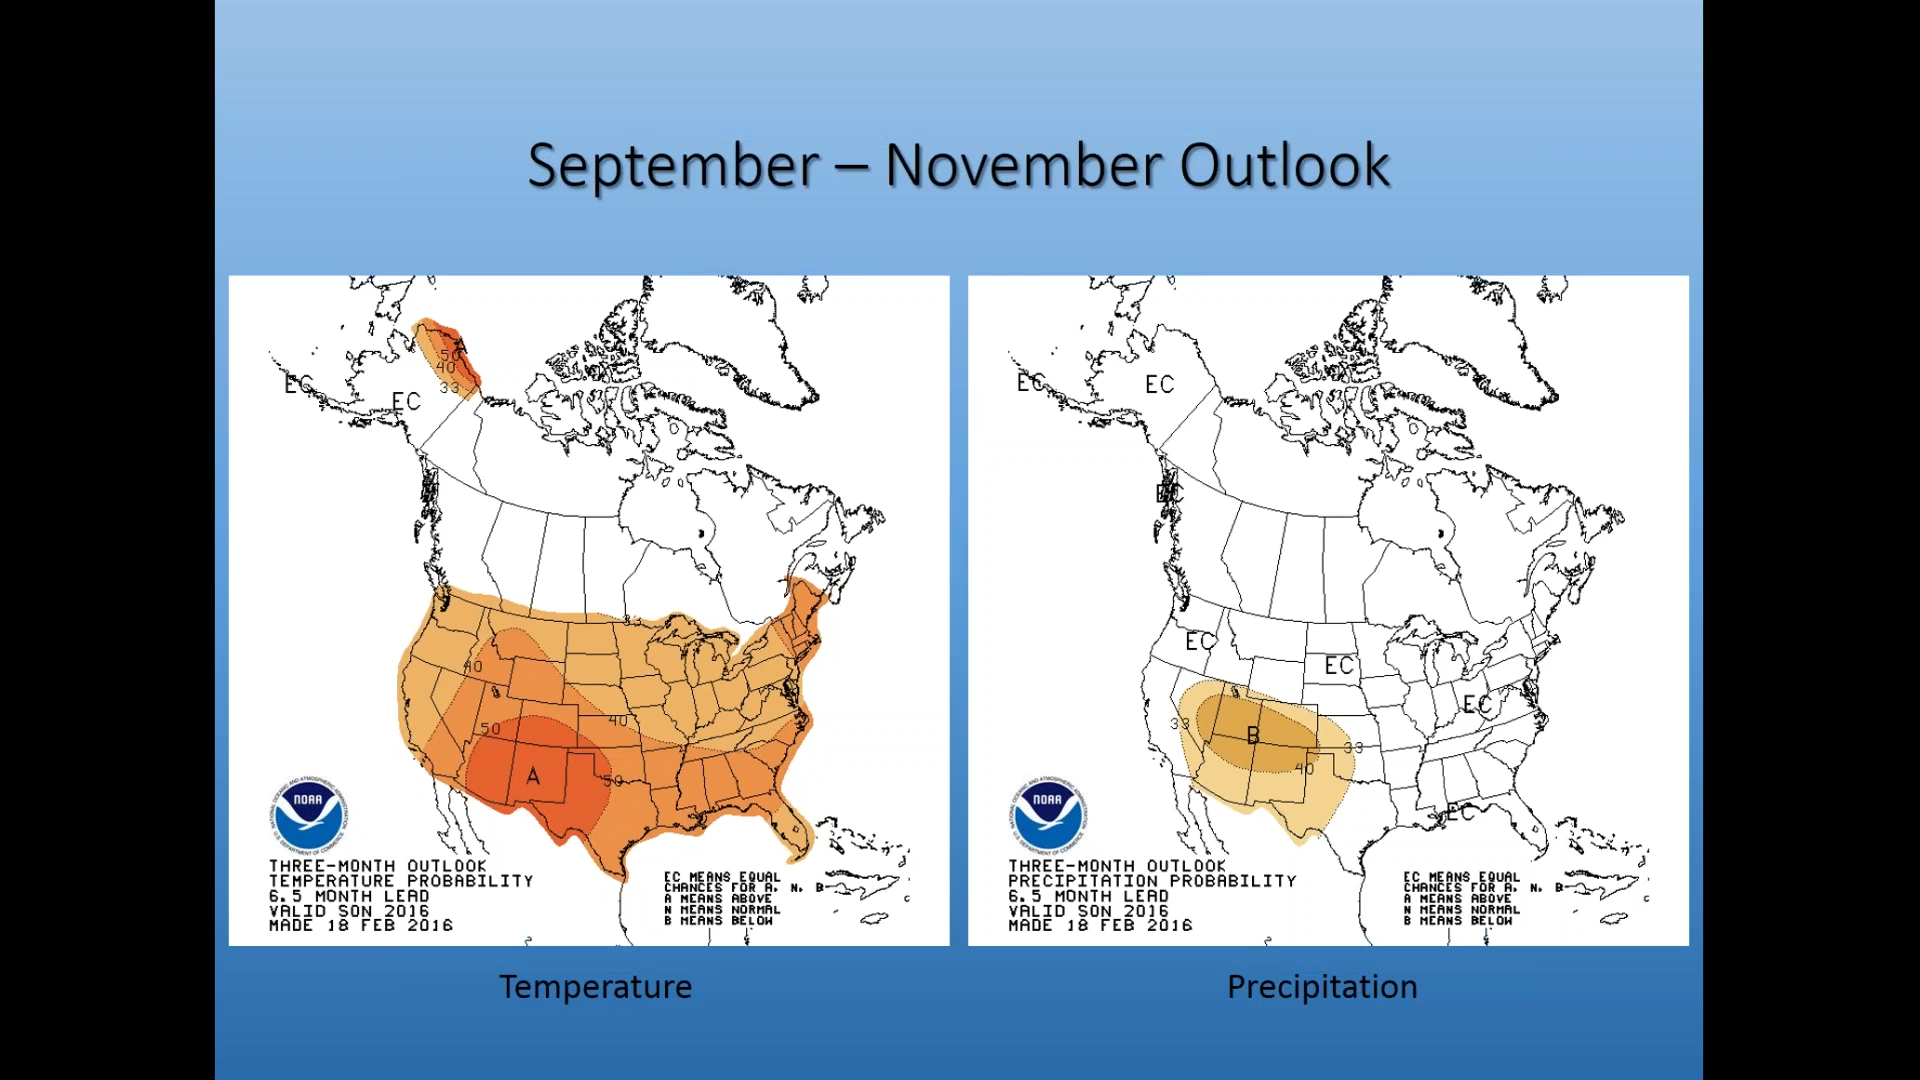 September – November Outlook
A
50
40
33
EC
EC
33
40
40
50
A
50
NOAA
THREE-MONTH OUTLOOK
TEMPERATURE PROBABILITY
6.5 MONTH LEAD
VALID SON 2016
MADE 18 FEB 2016
EC MEANS EQUAL
CHANCES FOR A, N, B
A MEANS ABOVE
N MEANS NORMAL
B MEANS BELOW
EC
EC
EC
EC
EC
EC
33
B
33
40
EC
NOAA
THREE-MONTH OUTLOOK
PRECIPITATION PROBABILITY
6.5 MONTH LEAD
VALID SON 2016
MADE 18 FEB 2016
EC MEANS EQUAL
CHANCES FOR A, N, B
A MEANS ABOVE
N MEANS NORMAL
B MEANS BELOW
Temperature
Precipitation